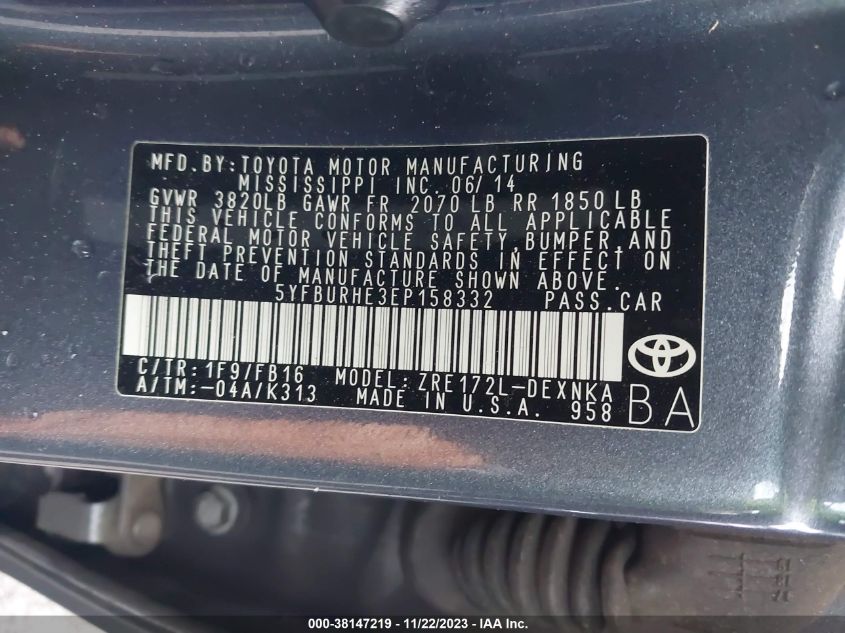 MFD. BY: TOYOTA MOTOR MANUFACTURING
MISSISSIPPI INC. 06/14
GVWR 3820LB GAWR FR 2070 LB RR 1850 LB
THIS VEHICLE CONFORMS TO ALL APPLICABLE
FEDERAL MOTOR VEHICLE SAFETY, BUMPER, AND
THEFT PREVENTION STANDARDS IN EFFECT ON
THE DATE OF MANUFACTURE SHOWN ABOVE.
5YFBURHE3EP158332 PASS. CAR
C/TR: 1F9/FB16 MODEL: ZRE172L-DEXNKA
A/TM: -04A/K313 MADE IN U.S.A. 958
BA
000-38147219 - 11/22/2023 - IAA Inc.